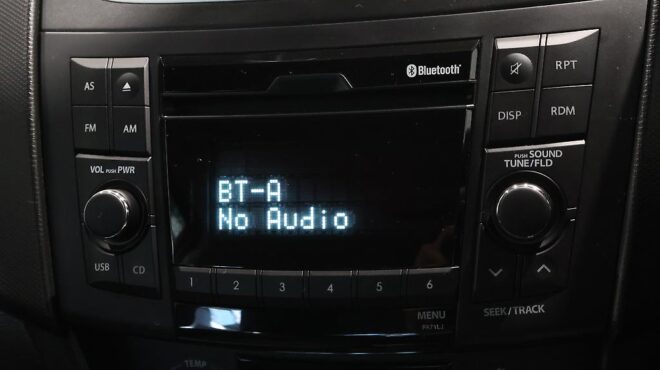 Bluetooth®
AS
RPT
FM
AM
DISP
RDM
VOL PUSH PWR
PUSH SOUND
TUNE/FLD
BT-A
No Audio
USB
CD
1 2 3 4 5 6
MENU
SEEK/TRACK
TEMP